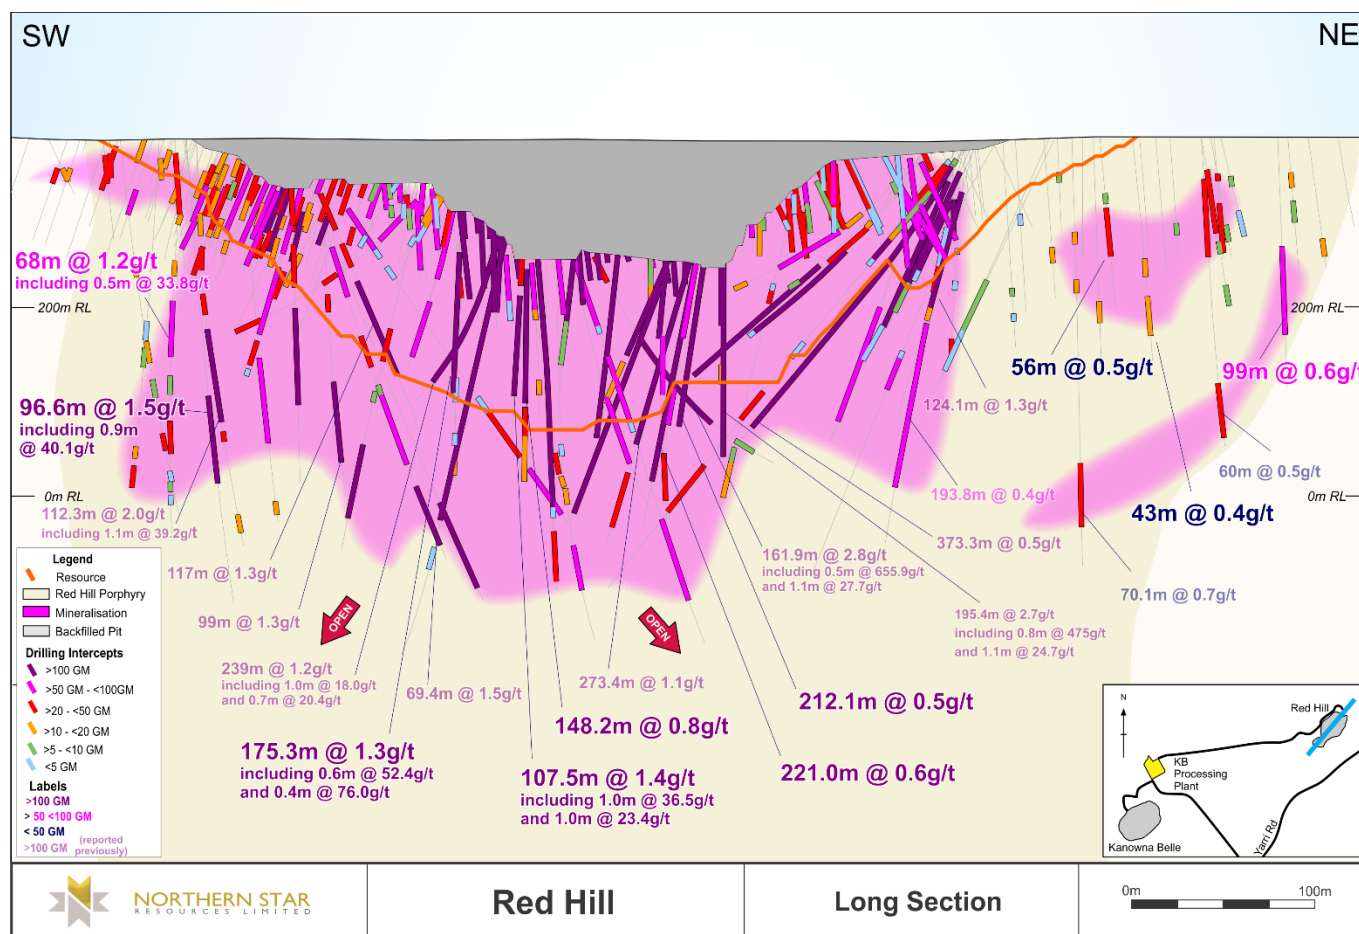 SW
NE
68m @ 1.2g/t
including 0.5m @ 33.8g/t
200m RL
200m RL
56m @ 0.5g/t
99m @ 0.6g/t
96.6m @ 1.5g/t
including 0.9m
@ 40.1g/t
124.1m @ 1.3g/t
60m @ 0.5g/t
0m RL
0m RL
193.8m @ 0.4g/t
43m @ 0.4g/t
112.3m @ 2.0g/t
including 1.1m @ 39.2g/t
373.3m @ 0.5g/t
161.9m @ 2.8g/t
including 0.5m @ 655.9g/t
and 1.1m @ 27.7g/t
117m @ 1.3g/t
70.1m @ 0.7g/t
99m @ 1.3g/t
OPEN
OPEN
195.4m @ 2.7g/t
including 0.8m @ 475g/t
and 1.1m @ 24.7g/t
239m @ 1.2g/t
including 1.0m @ 18.0g/t
and 0.7m @ 20.4g/t
69.4m @ 1.5g/t
273.4m @ 1.1g/t
212.1m @ 0.5g/t
148.2m @ 0.8g/t
175.3m @ 1.3g/t
including 0.6m @ 52.4g/t
and 0.4m @ 76.0g/t
107.5m @ 1.4g/t
including 1.0m @ 36.5g/t
and 1.0m @ 23.4g/t
221.0m @ 0.6g/t
Legend
Resource
Red Hill Porphyry
Mineralisation
Backfilled Pit
Drilling Intercepts
>100 GM
>50 GM - <100GM
>20 - <50 GM
>10 - <20 GM
>5 - <10 GM
<5 GM
Labels
>100 GM
> 50 <100 GM
< 50 GM
>100 GM (reported previously)
N
Red Hill
KB
Processing
Plant
Kanowna Belle
Yarri Rd
NORTHERN STAR
RESOURCES LIMITED
Red Hill
Long Section
0m
100m